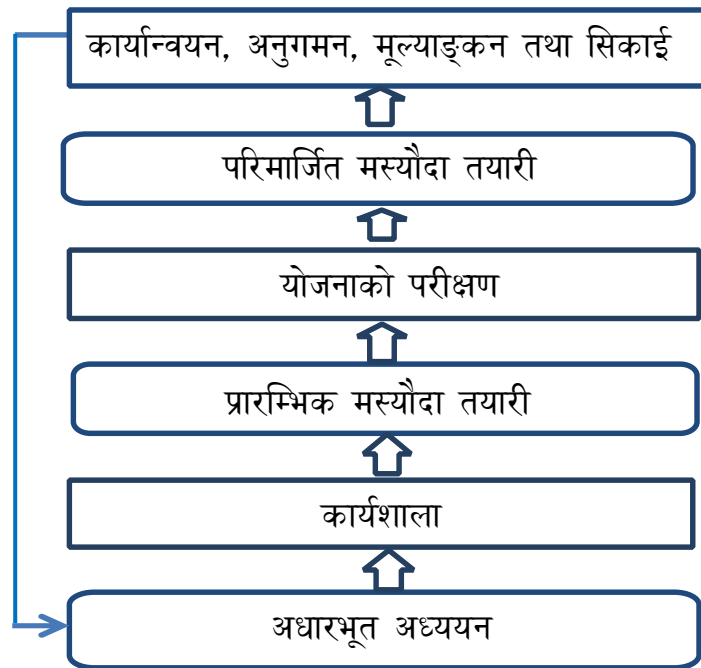 कार्यान्वयन, अनुगमन, मूल्याङ्कन तथा सिकाई
परिमार्जित मस्यौदा तयारी
योजनाको परीक्षण
प्रारम्भिक मस्यौदा तयारी
कार्यशाला
अधारभूत अध्ययन